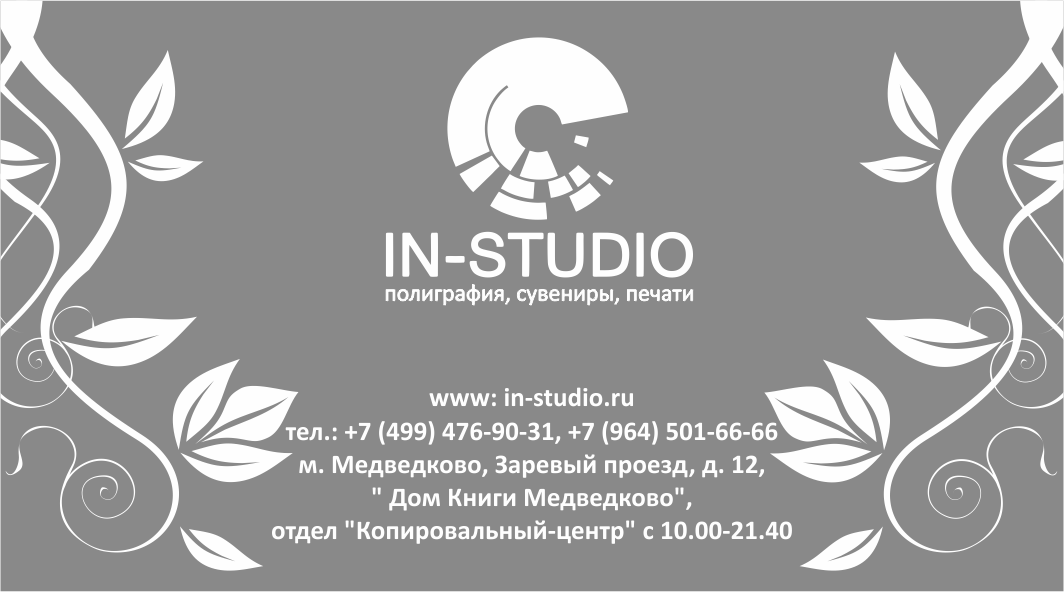 IN-STUDIO
полиграфия, сувениры, печати
www: in-studio.ru
тел.: +7 (499) 476-90-31, +7 (964) 501-66-66
м. Медведково, Заревый проезд, д. 12,
" Дом Книги Медведково",
отдел "Копировальный-центр" с 10.00-21.40